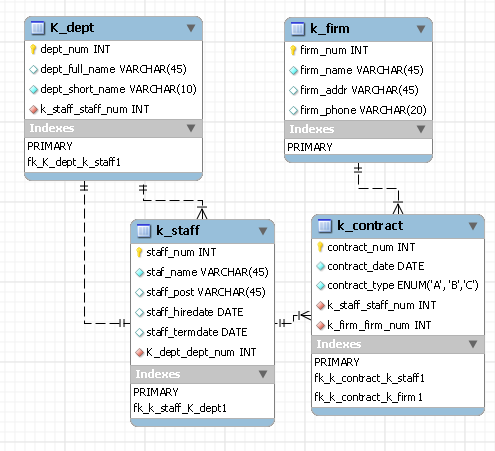 K_dept
dept_num INT
dept_full_name VARCHAR(45)
dept_short_name VARCHAR(10)
k_staff_staff_num INT
Indexes
PRIMARY
fk_K_dept_k_staff1
k_firm
firm_num INT
firm_name VARCHAR(45)
firm_addr VARCHAR(45)
firm_phone VARCHAR(20)
Indexes
PRIMARY
k_staff
staff_num INT
staf_name VARCHAR(45)
staff_post VARCHAR(45)
staff_hiredate DATE
staff_termdate DATE
K_dept_dept_num INT
Indexes
PRIMARY
fk_k_staff_K_dept1
k_contract
contract_num INT
contract_date DATE
contract_type ENUM('A', 'B','C')
k_staff_staff_num INT
k_firm_firm_num INT
Indexes
PRIMARY
fk_k_contract_k_staff1
fk_k_contract_k_firm1